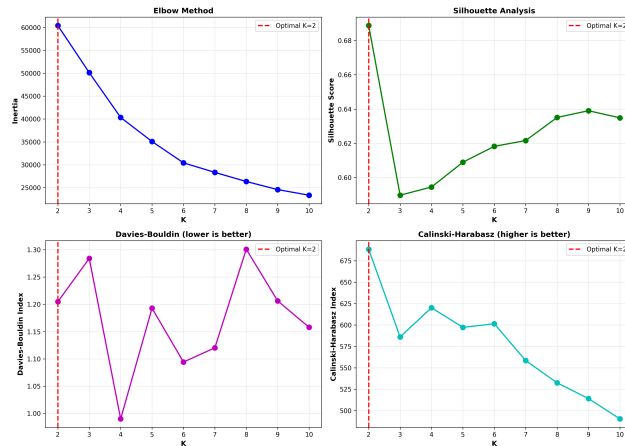 Elbow Method
Optimal K=2
60000
55000
50000
45000
40000
35000
30000
25000
Inertia
2 3 4 5 6 7 8 9 10
K
Silhouette Analysis
Optimal K=2
0.68
0.66
0.64
0.62
0.60
Silhouette Score
2 3 4 5 6 7 8 9 10
K
Davies-Bouldin (lower is better)
Optimal K=2
1.30
1.25
1.20
1.15
1.10
1.05
1.00
Davies-Bouldin Index
2 3 4 5 6 7 8 9 10
K
Calinski-Harabasz (higher is better)
Optimal K=2
675
650
625
600
575
550
525
500
Calinski-Harabasz Index
2 3 4 5 6 7 8 9 10
K